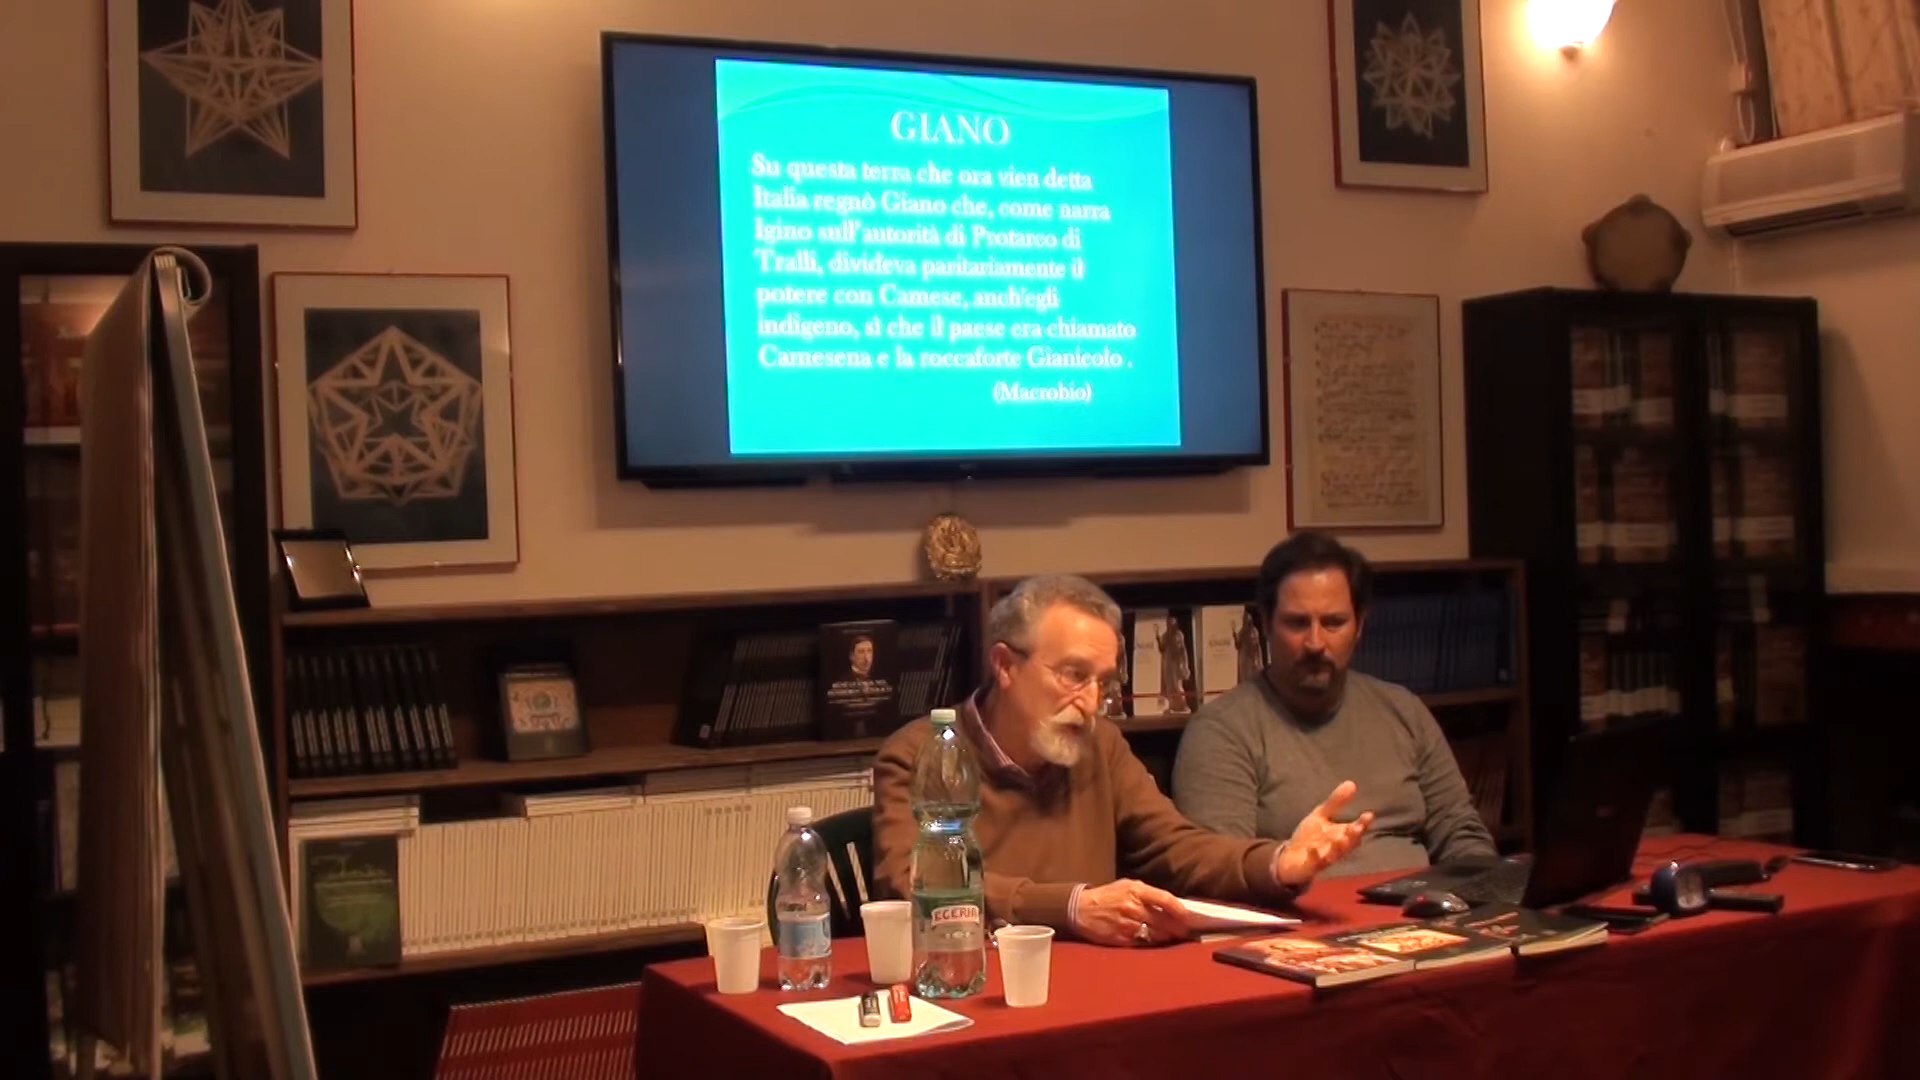 GIANO
Su questa terra che ora vien detta
Italia regnò Giano che, come narra
Igino sull'autorità di Protarco di
Tralli, divideva paritariamente il
potere con Camese, anch'egli
indigeno, sì che il paese era chiamato
Camesena e la roccaforte Gianicolo .
(Macrobio)
EGERIA